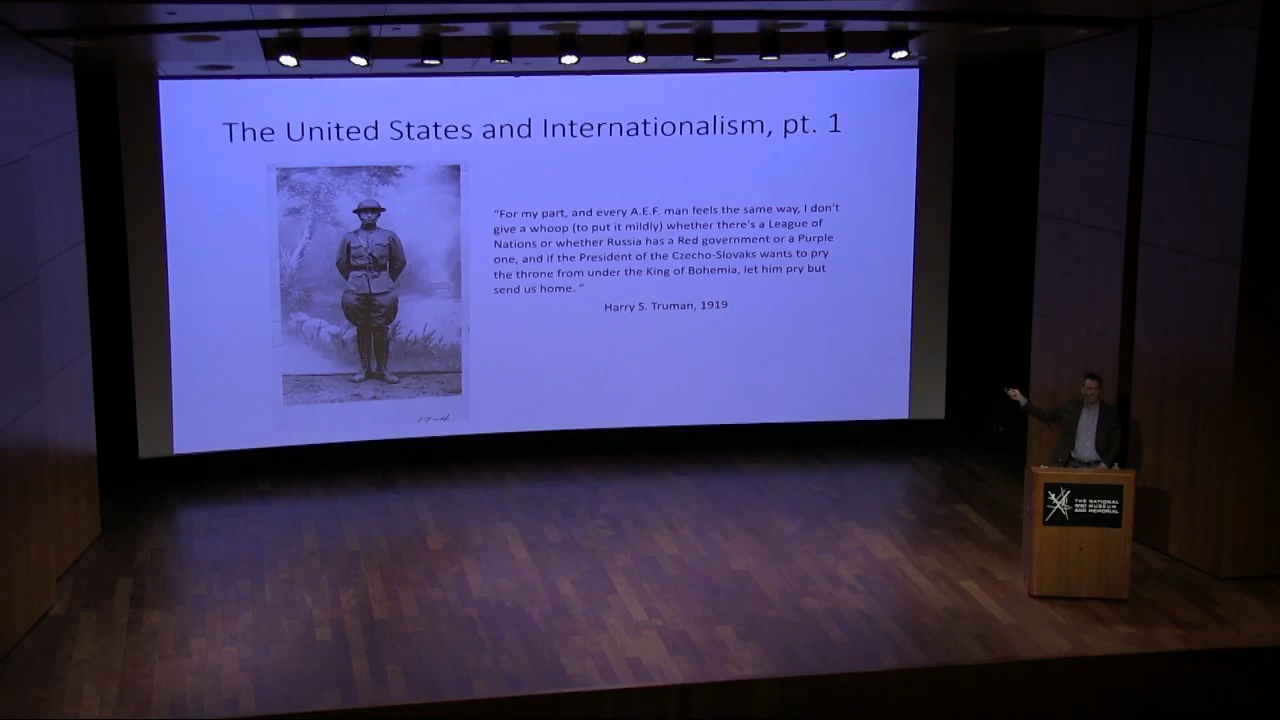 The United States and Internationalism, pt. 1
“For my part, and every A.E.F. man feels the same way, I don't
give a whoop (to put it mildly) whether there's a League of
Nations or whether Russia has a Red government or a Purple
one, and if the President of the Czecho-Slovaks wants to pry
the throne from under the King of Bohemia, let him pry but
send us home. “
Harry S. Truman, 1919
THE NATIONAL
WWI MUSEUM
AND MEMORIAL